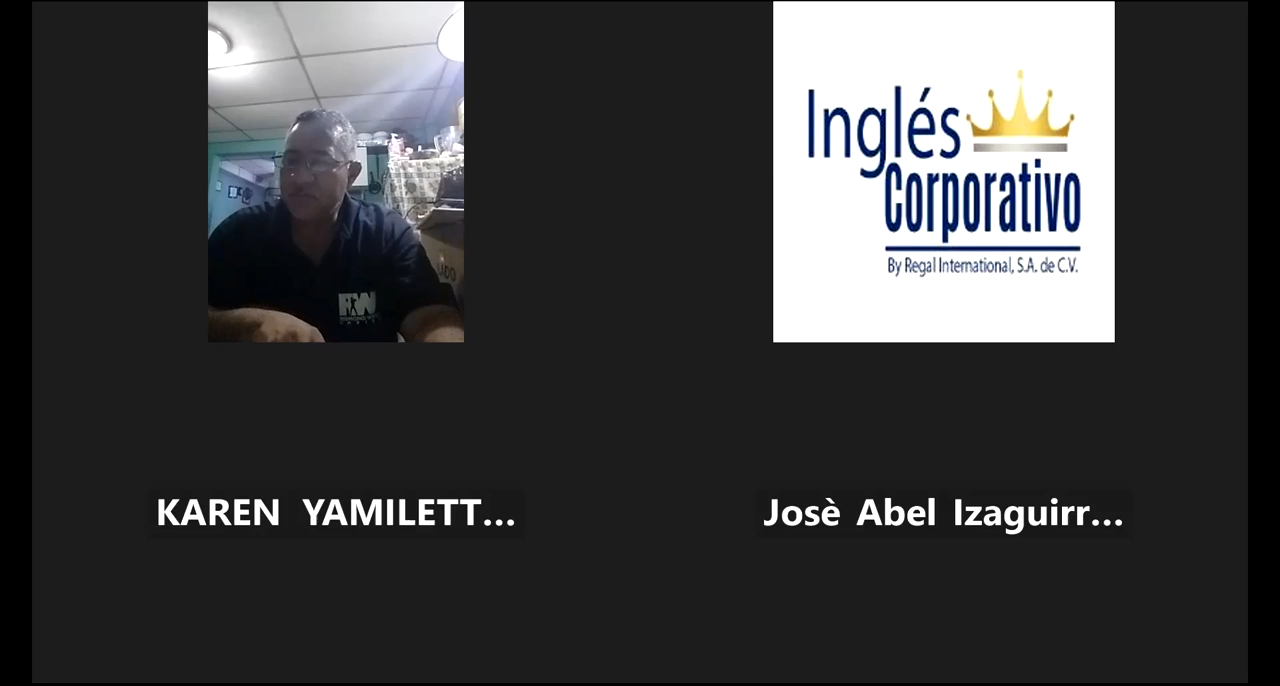 Inglés
Corporativo
By Regal International, S.A. de C.V.
KAREN YAMILETT...
Josè Abel Izaguirr...